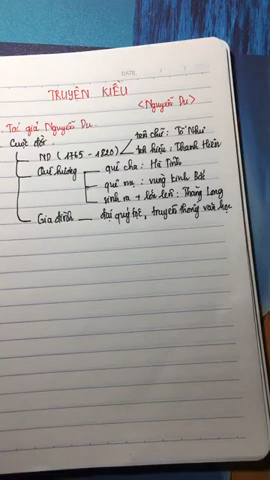 DATE
TRUYỆN KIỀU
<Nguyễn Du>
Tác giả Nguyễn Du
Cuộc đời
ND (1765 - 1820) tên chữ: Tố Như
tên hiệu: Thanh Hiên
Quê hương quê cha: Hà Tĩnh
quê mẹ: vùng kinh Bắc
sinh ra + lớn lên: Thăng Long
Gia đình đại quý tộc, truyền thống văn học